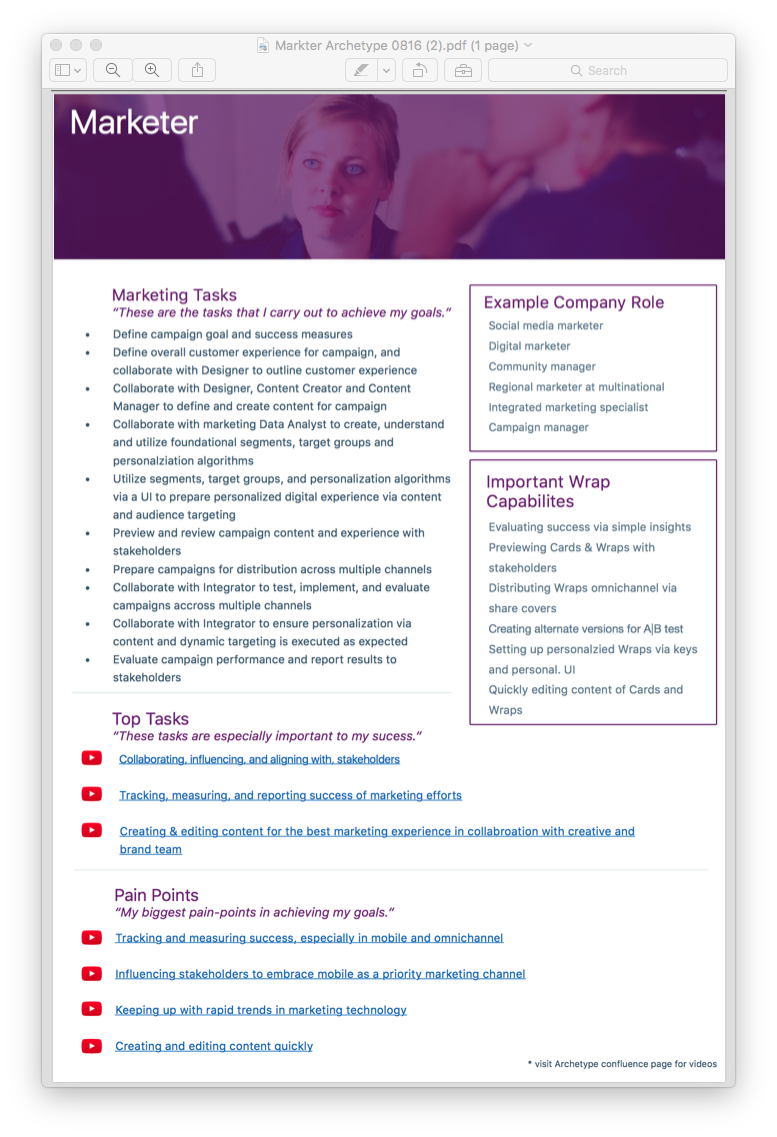 Markter Archetype 0816 (2).pdf (1 page)
Search
Marketer
Marketing Tasks
“These are the tasks that I carry out to achieve my goals.“
• Define campaign goal and success measures
• Define overall customer experience for campaign, and
collaborate with Designer to outline customer experience
• Collaborate with Designer, Content Creator and Content
Manager to define and create content for campaign
• Collaborate with marketing Data Analyst to create, understand
and utilize foundational segments, target groups and
personalziation algorithms
• Utilize segments, target groups, and personalization algorithms
via a UI to prepare personalized digital experience via content
and audience targeting
• Preview and review campaign content and experience with
stakeholders
• Prepare campaigns for distribution across multiple channels
• Collaborate with Integrator to test, implement, and evaluate
campaigns accross multiple channels
• Collaborate with Integrator to ensure personalization via
content and dynamic targeting is executed as expected
• Evaluate campaign performance and report results to
stakeholders
Example Company Role
Social media marketer
Digital marketer
Community manager
Regional marketer at multinational
Integrated marketing specialist
Campaign manager
Important Wrap
Capabilites
Evaluating success via simple insights
Previewing Cards & Wraps with
stakeholders
Distributing Wraps omnichannel via
share covers
Creating alternate versions for A|B test
Setting up personalzied Wraps via keys
and personal. UI
Quickly editing content of Cards and
Wraps
Top Tasks
“These tasks are especially important to my sucess.”
Collaborating, influencing, and aligning with, stakeholders
Tracking, measuring, and reporting success of marketing efforts
Creating & editing content for the best marketing experience in collabroation with creative and
brand team
Pain Points
“My biggest pain-points in achieving my goals.”
Tracking and measuring success, especially in mobile and omnichannel
Influencing stakeholders to embrace mobile as a priority marketing channel
Keeping up with rapid trends in marketing technology
Creating and editing content quickly
* visit Archetype confluence page for videos